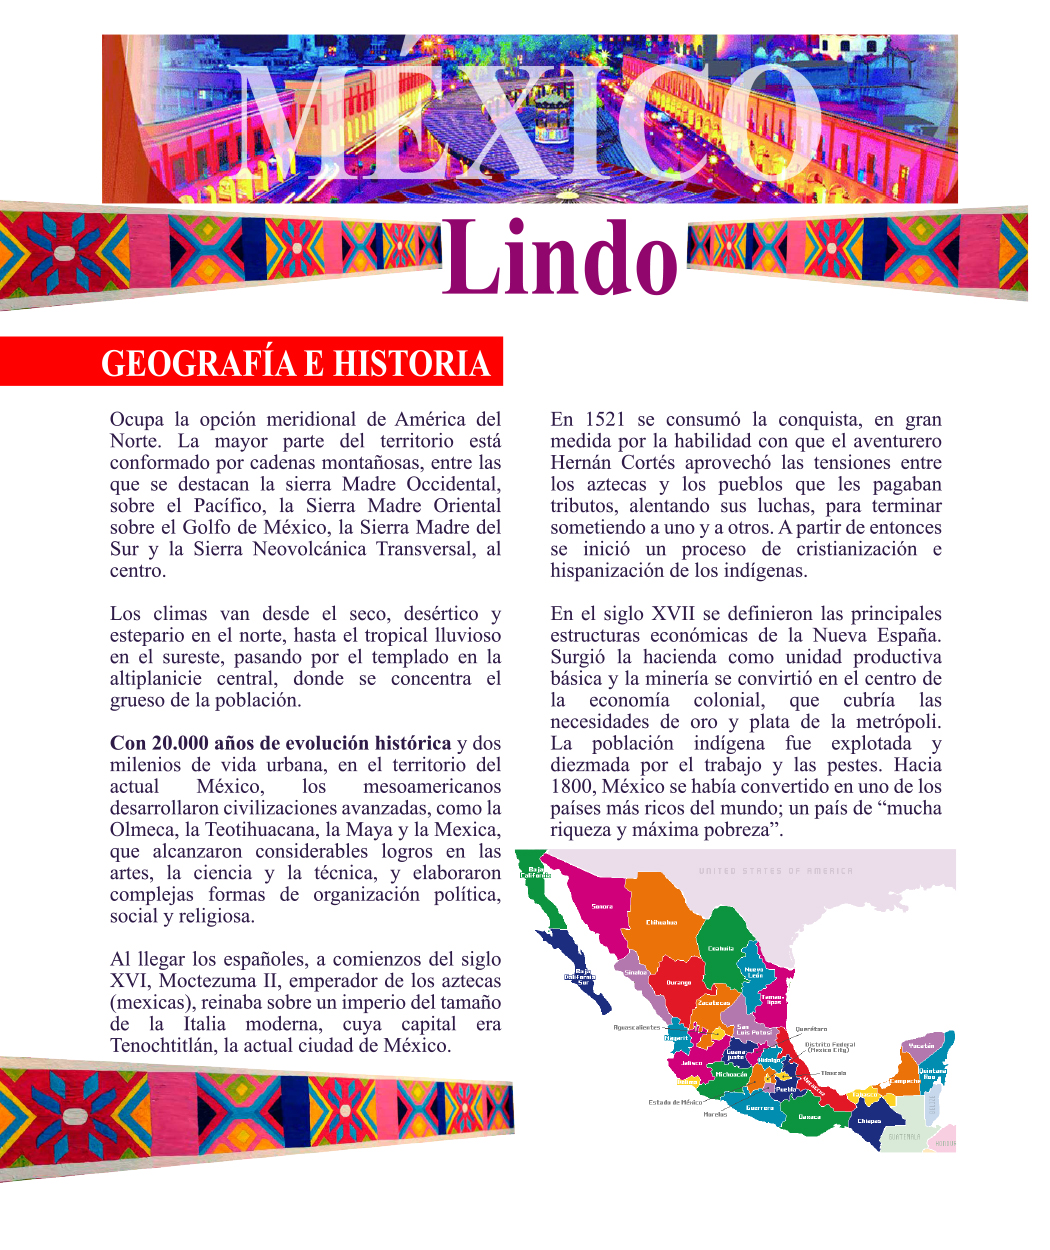 MÉXICO
Lindo
GEOGRAFÍA E HISTORIA
Ocupa la opción meridional de América del
Norte. La mayor parte del territorio está
conformado por cadenas montañosas, entre las
que se destacan la sierra Madre Occidental,
sobre el Pacífico, la Sierra Madre Oriental
sobre el Golfo de México, la Sierra Madre del
Sur y la Sierra Neovolcánica Transversal, al
centro.
Los climas van desde el seco, desértico y
estepario en el norte, hasta el tropical lluvioso
en el sureste, pasando por el templado en la
altiplanicie central, donde se concentra el
grueso de la población.
Con 20.000 años de evolución histórica y dos
milenios de vida urbana, en el territorio del
actual México, los mesoamericanos
desarrollaron civilizaciones avanzadas, como la
Olmeca, la Teotihuacana, la Maya y la Mexica,
que alcanzaron considerables logros en las
artes, la ciencia y la técnica, y elaboraron
complejas formas de organización política,
social y religiosa.
Al llegar los españoles, a comienzos del siglo
XVI, Moctezuma II, emperador de los aztecas
(mexicas), reinaba sobre un imperio del tamaño
de la Italia moderna, cuya capital era
Tenochtitlán, la actual ciudad de México.
En 1521 se consumó la conquista, en gran
medida por la habilidad con que el aventurero
Hernán Cortés aprovechó las tensiones entre
los aztecas y los pueblos que les pagaban
tributos, alentando sus luchas, para terminar
sometiendo a uno y a otros. A partir de entonces
se inició un proceso de cristianización e
hispanización de los indígenas.
En el siglo XVII se definieron las principales
estructuras económicas de la Nueva España.
Surgió la hacienda como unidad productiva
básica y la minería se convirtió en el centro de
la economía colonial, que cubría las
necesidades de oro y plata de la metrópoli.
La población indígena fue explotada y
diezmada por el trabajo y las pestes. Hacia
1800, México se había convertido en uno de los
países más ricos del mundo; un país de “mucha
riqueza y máxima pobreza”.
UNITED STATES OF AMERICA
Baja
California
Sonora
Chihuahua
Coahuila
Baja
California
Sur
Sinaloa
Durango
Nuevo
León
Zacatecas
Tamau-
lipas
Aguascalientes
San
Luis Potosí
Querétaro
Nayarit
Distrito Federal
(Mexico City)
Guana-
juato
Hidalgo
Yucatán
Jalisco
Michoacán
Tlaxcala
Quintana
Roo
Campeche
Colima
Puebla
Veracruz
Tabasco
Estado de México
Morelos
Guerrero
Oaxaca
Chiapas
BELIZE
GUATEMALA